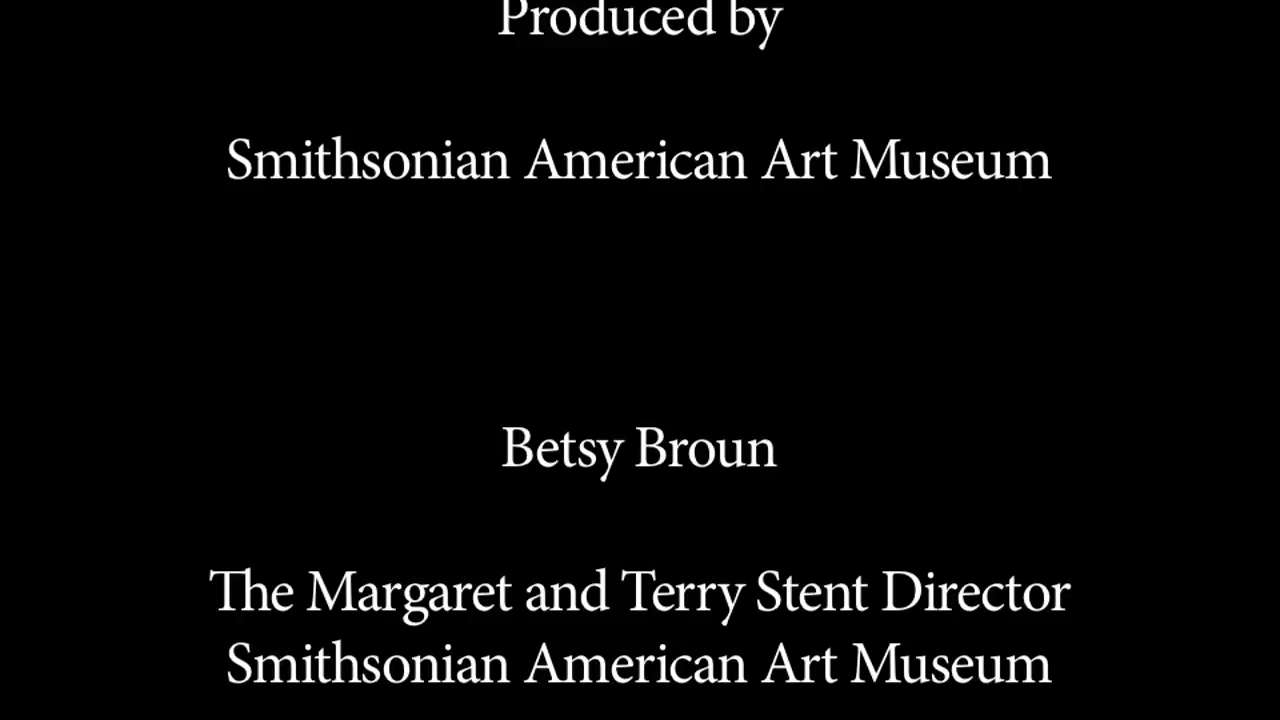 Produced by
Smithsonian American Art Museum
Betsy Broun
The Margaret and Terry Stent Director
Smithsonian American Art Museum